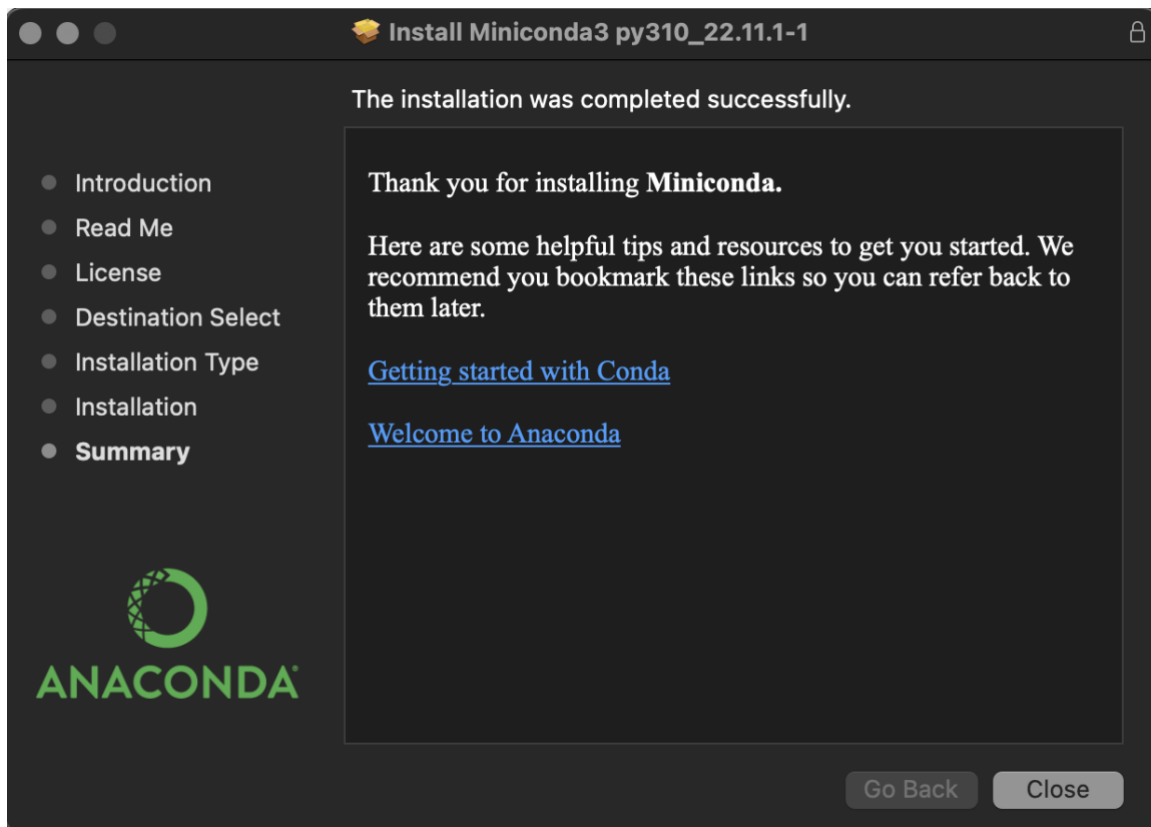 Install Miniconda3 py310_22.11.1-1
The installation was completed successfully.
Introduction
Read Me
License
Destination Select
Installation Type
Installation
Summary
ANACONDA®
Thank you for installing Miniconda.
Here are some helpful tips and resources to get you started. We
recommend you bookmark these links so you can refer back to
them later.
Getting started with Conda
Welcome to Anaconda
Go Back
Close